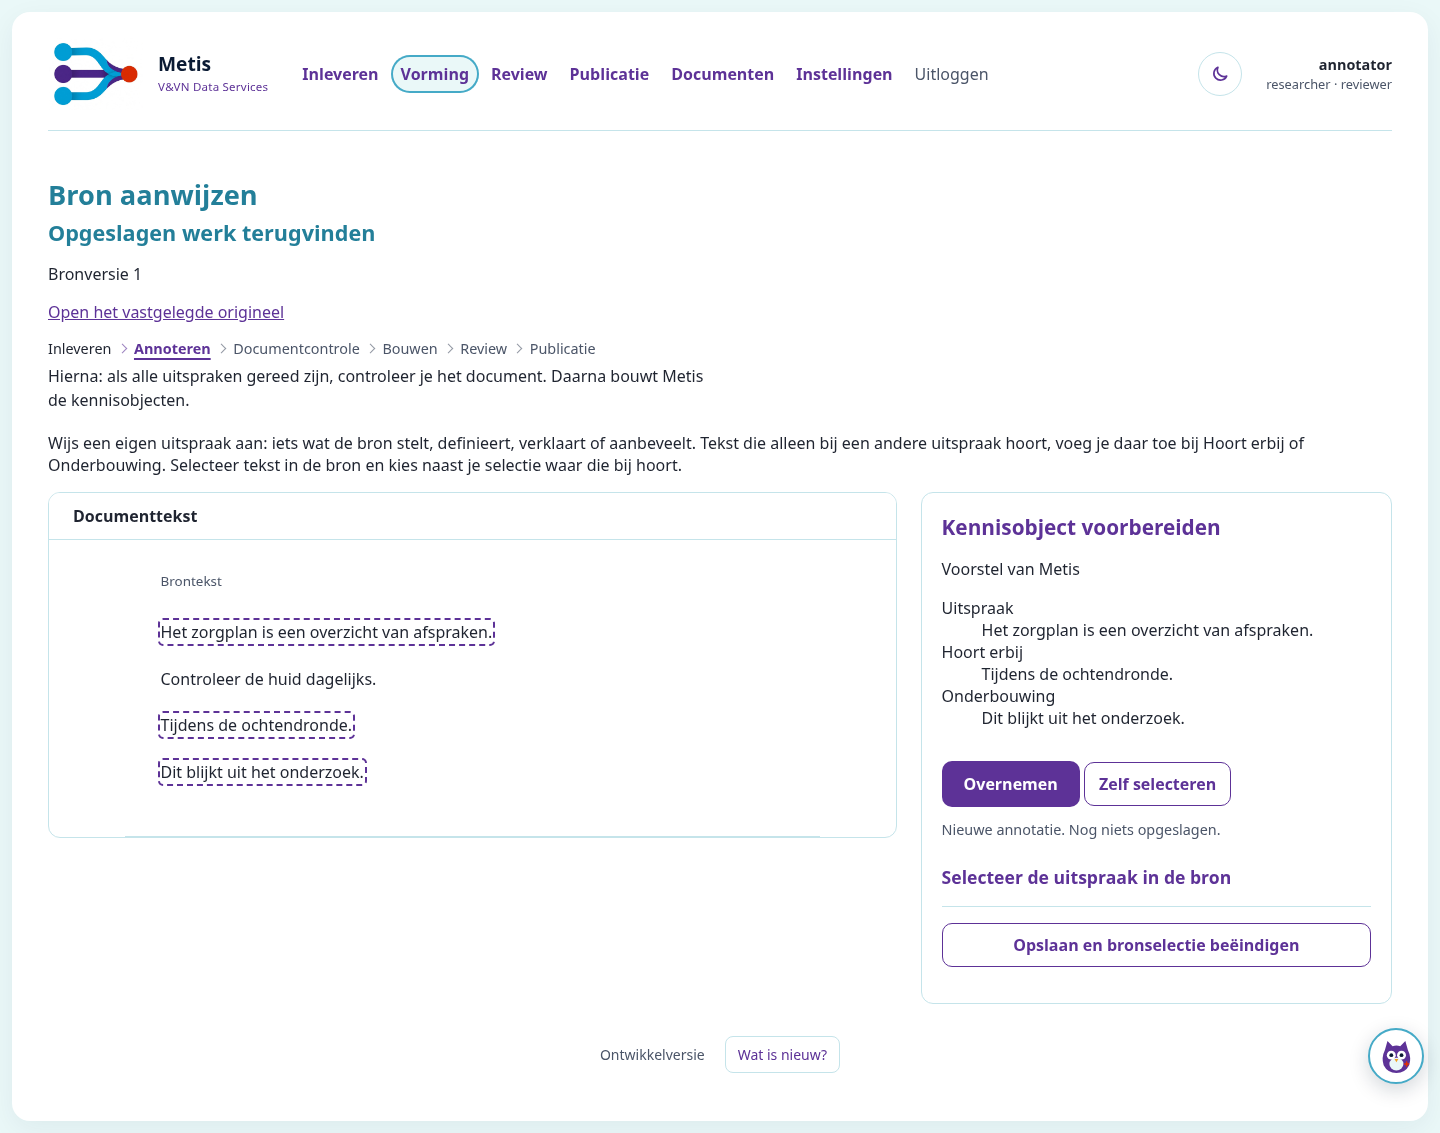 Metis
V&VN Data Services
Inleveren
Vorming
Review
Publicatie
Documenten
Instellingen
Uitloggen
annotator
researcher · reviewer
Bron aanwijzen
Opgeslagen werk terugvinden
Bronversie 1
Open het vastgelegde origineel
Inleveren > Annoteren > Documentcontrole > Bouwen > Review > Publicatie
Hierna: als alle uitspraken gereed zijn, controleer je het document. Daarna bouwt Metis
de kennisobjecten.
Wijs een eigen uitspraak aan: iets wat de bron stelt, definieert, verklaart of aanbeveelt. Tekst die alleen bij een andere uitspraak hoort, voeg je daar toe bij Hoort erbij of
Onderbouwing. Selecteer tekst in de bron en kies naast je selectie waar die bij hoort.
Documenttekst
Brontekst
Het zorgplan is een overzicht van afspraken.
Controleer de huid dagelijks.
Tijdens de ochtendronde.
Dit blijkt uit het onderzoek.
Kennisobject voorbereiden
Voorstel van Metis
Uitspraak
Het zorgplan is een overzicht van afspraken.
Hoort erbij
Tijdens de ochtendronde.
Onderbouwing
Dit blijkt uit het onderzoek.
Overnemen
Zelf selecteren
Nieuwe annotatie. Nog niets opgeslagen.
Selecteer de uitspraak in de bron
Opslaan en bronselectie beëindigen
Ontwikkelversie
Wat is nieuw?